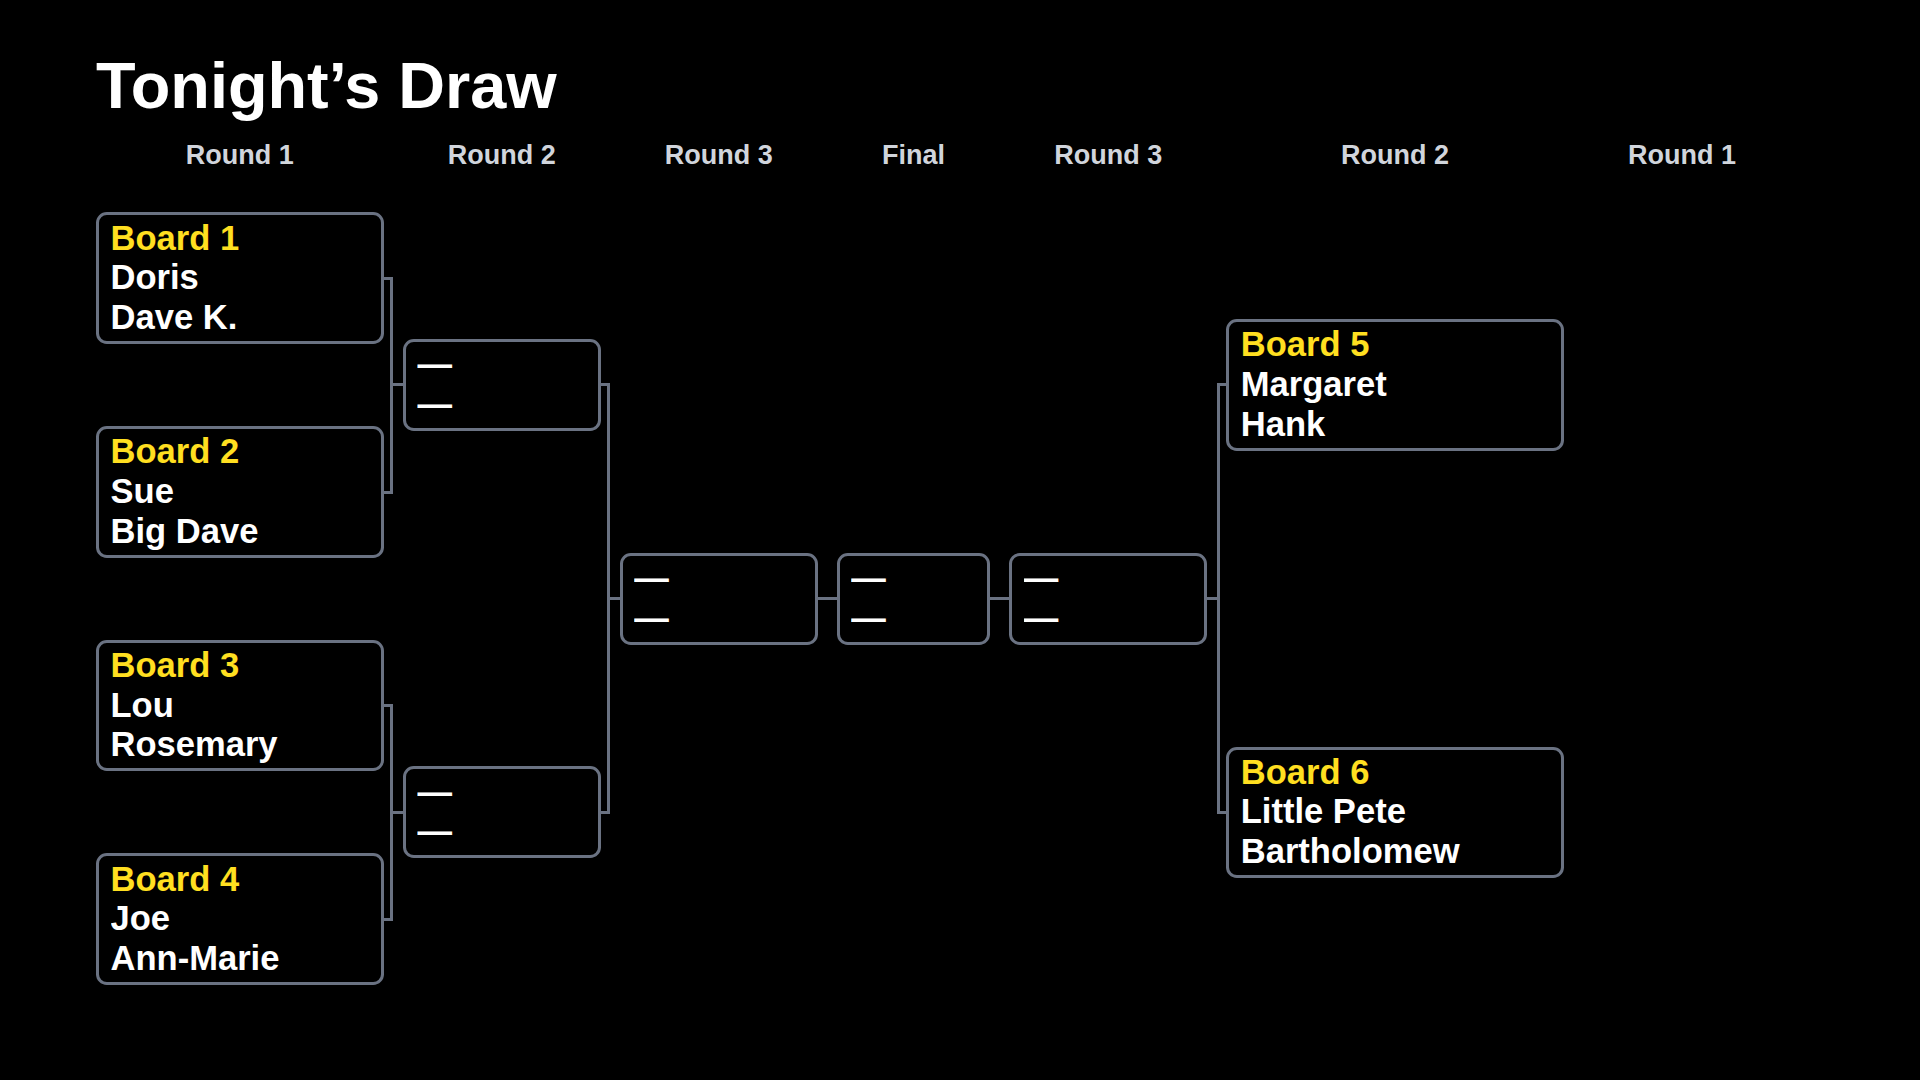 Tonight’s Draw
Round 1
Round 2
Round 3
Final
Round 3
Round 2
Round 1
Board 1
Doris
Dave K.
Board 2
Sue
Big Dave
Board 3
Lou
Rosemary
Board 4
Joe
Ann-Marie
—
—
—
—
—
—
—
—
—
—
Board 5
Margaret
Hank
Board 6
Little Pete
Bartholomew